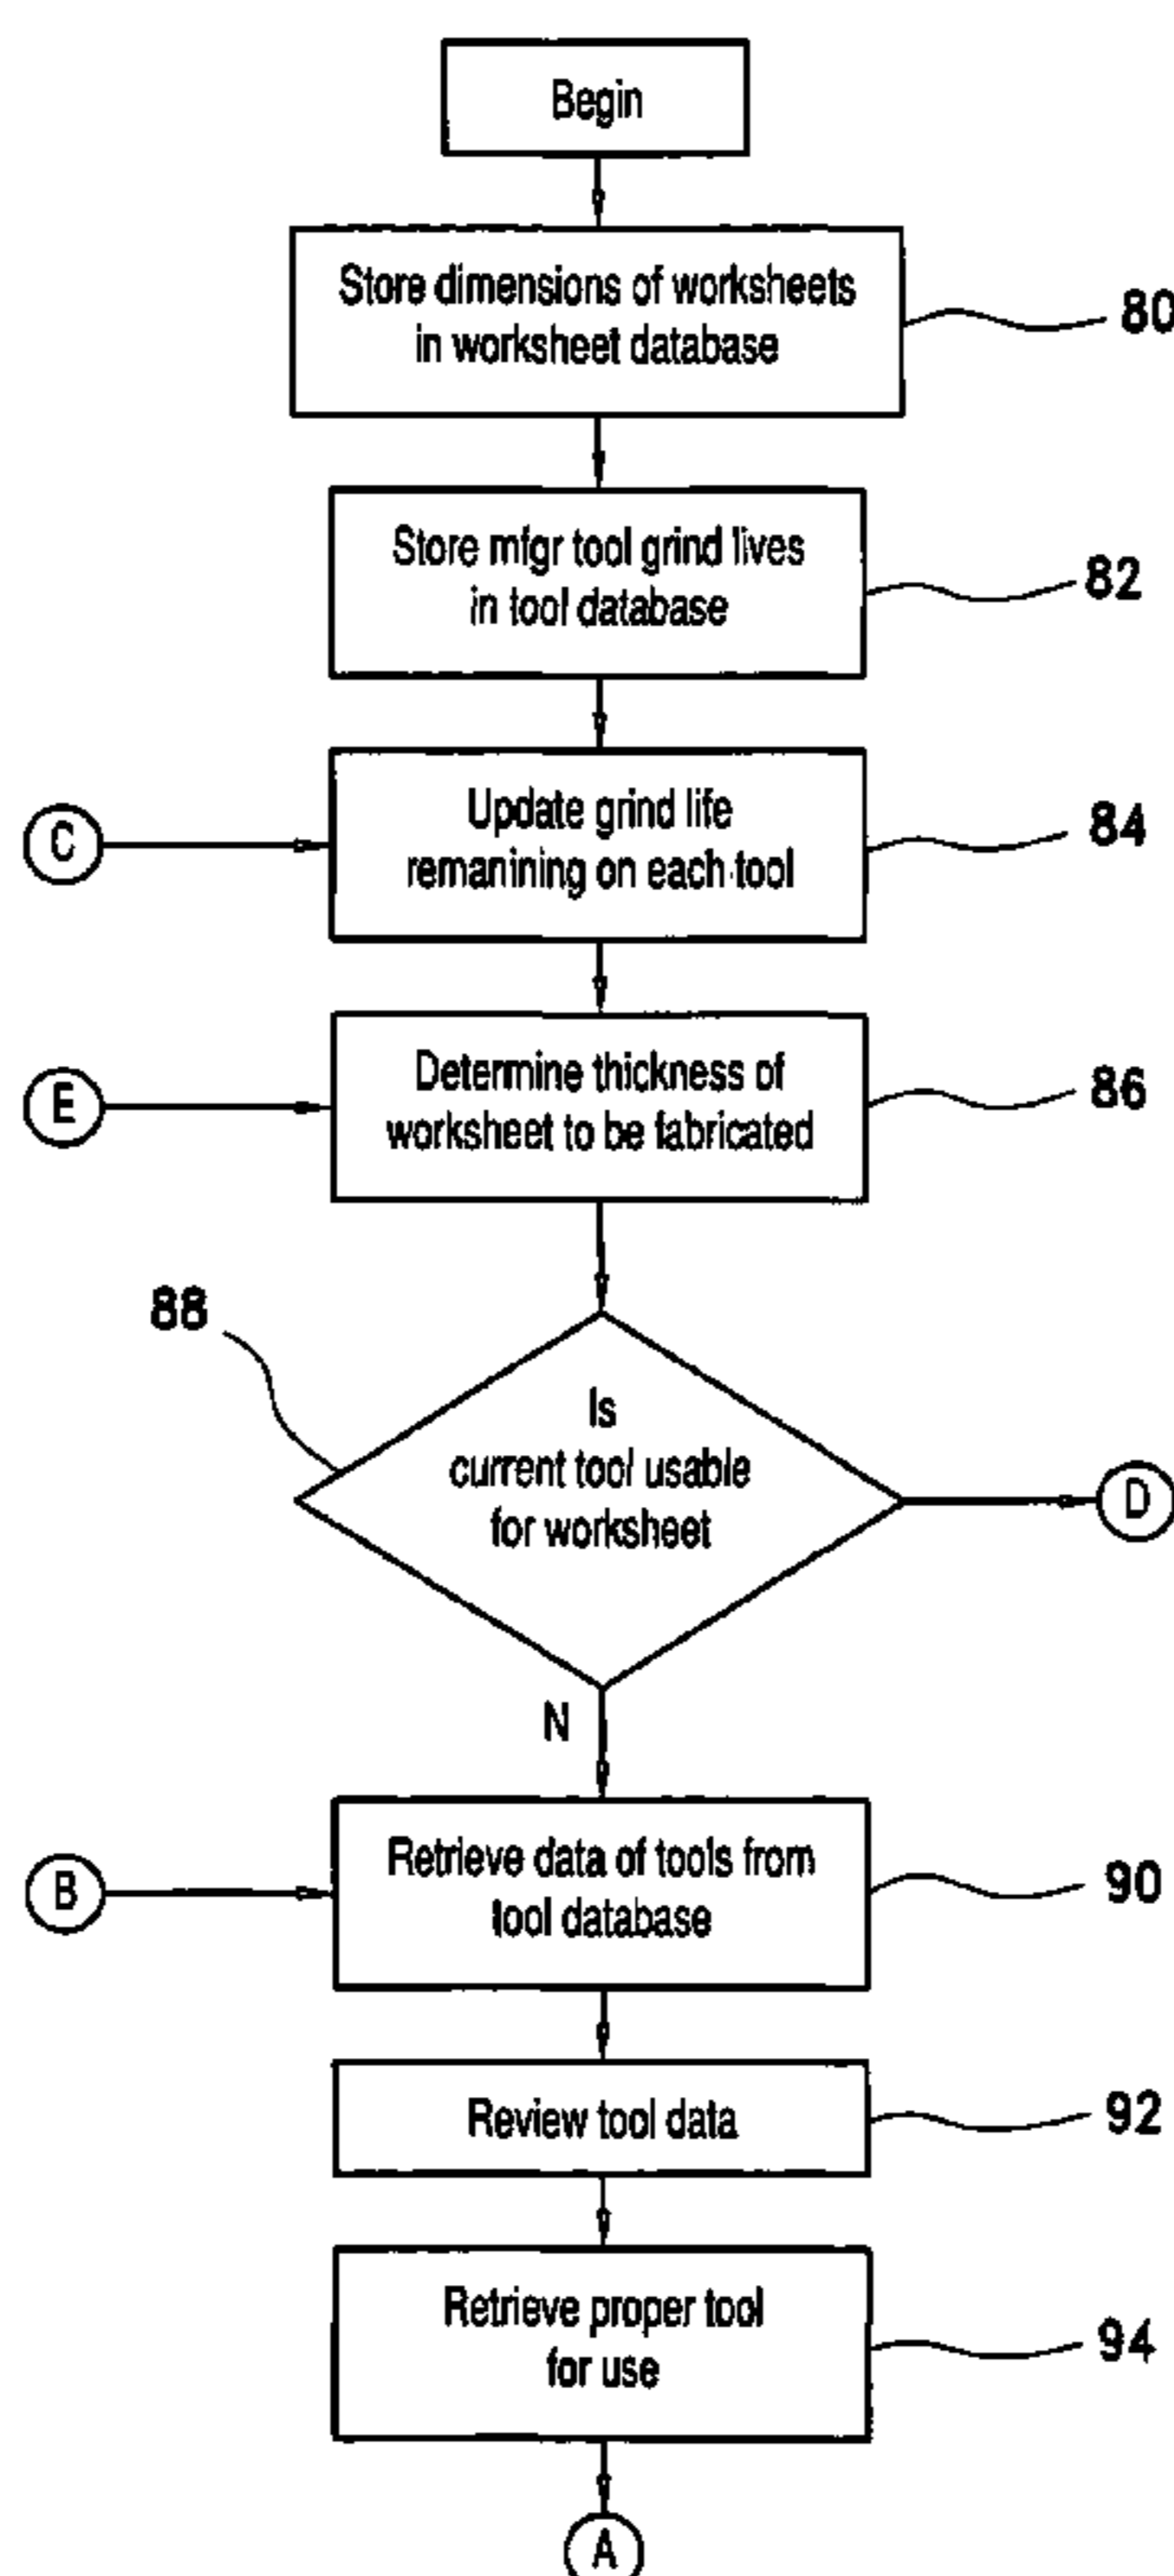 Begin
Store dimensions of worksheets
in worksheet database
80
Store mfgr tool grind lives
in tool database
82
C
Update grind life
remanining on each tool
84
E
Determine thickness of
worksheet to be fabricated
86
88
Is
current tool usable
for worksheet
D
N
B
Retrieve data of tools from
tool database
90
Review tool data
92
Retrieve proper tool
for use
94
A